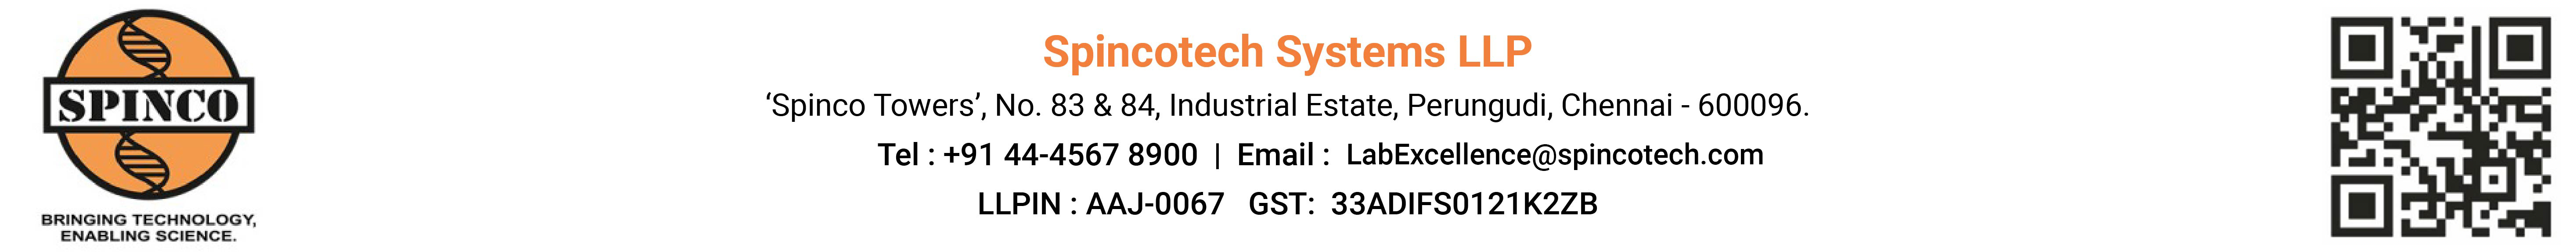 SPINCO
BRINGING TECHNOLOGY,
ENABLING SCIENCE.
Spincotech Systems LLP
‘Spinco Towers’, No. 83 & 84, Industrial Estate, Perungudi, Chennai - 600096.
Tel : +91 44-4567 8900 | Email : LabExcellence@spincotech.com
LLPIN : AAJ-0067 GST: 33ADIFS0121K2ZB